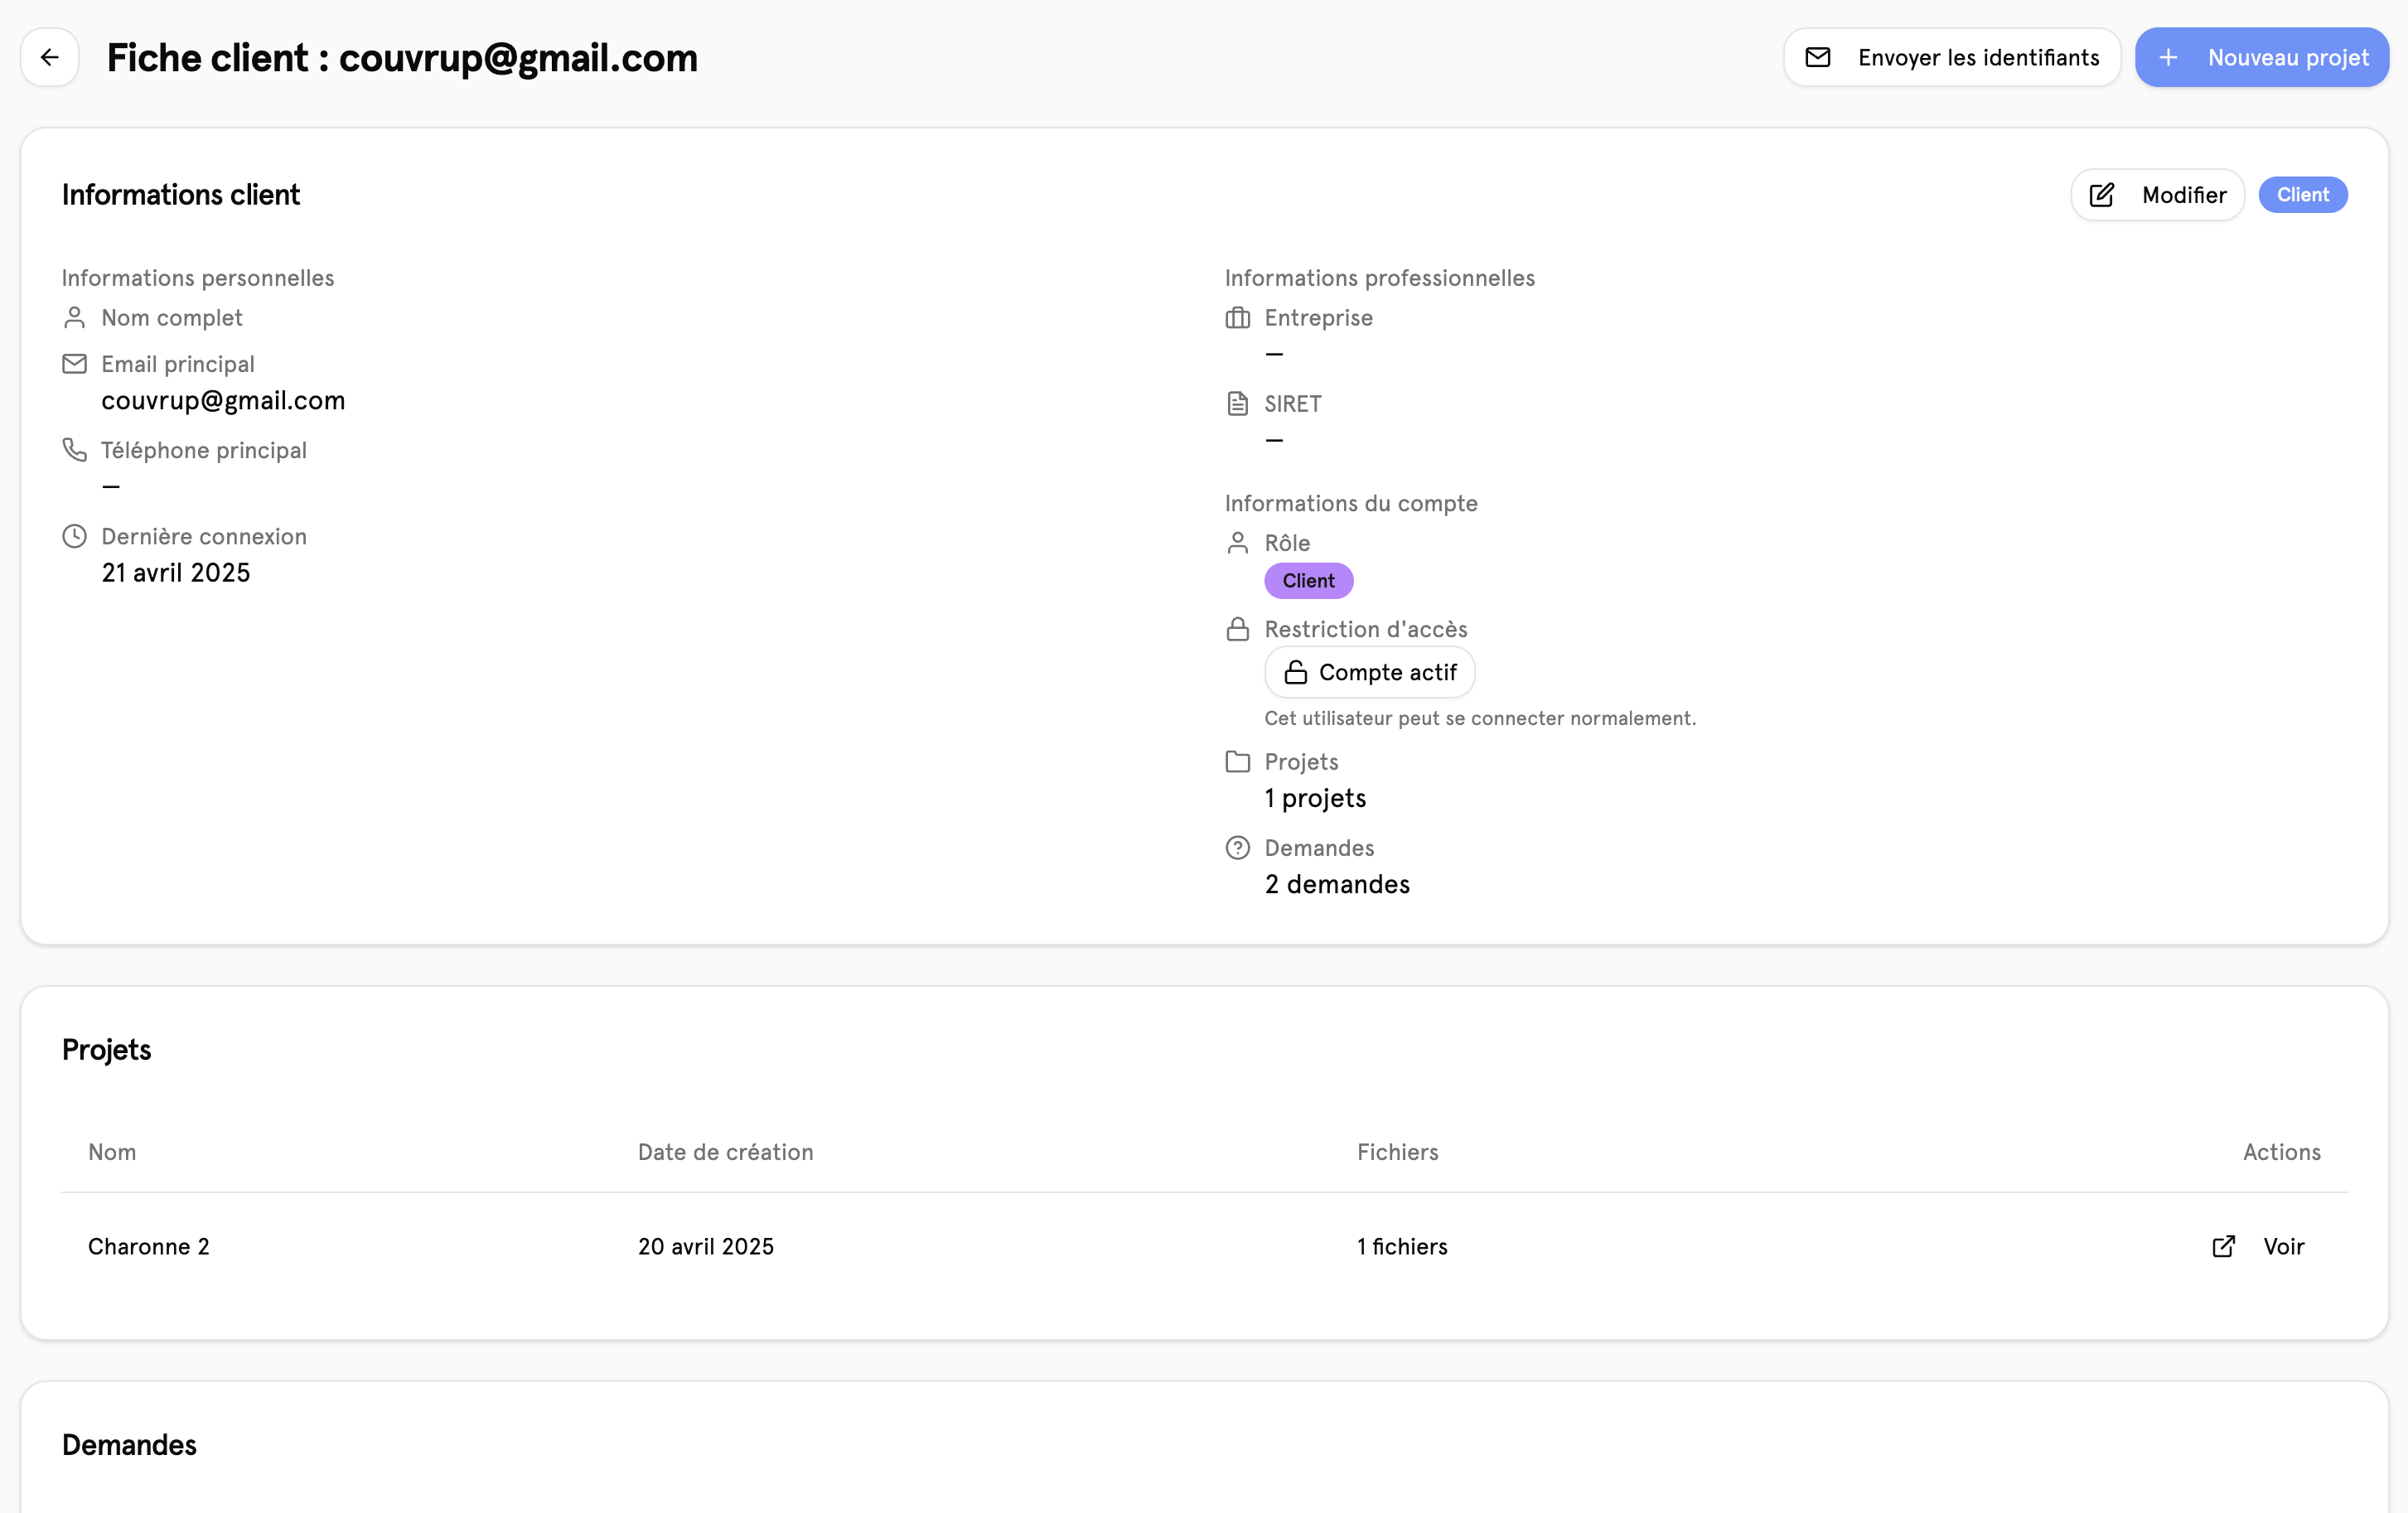 Fiche client : couvrup@gmail.com
Envoyer les identifiants
Nouveau projet
Informations client
Modifier
Client
Informations personnelles
Nom complet
Email principal
couvrup@gmail.com
Téléphone principal
—
Dernière connexion
21 avril 2025
Informations professionnelles
Entreprise
—
SIRET
—
Informations du compte
Rôle
Client
Restriction d'accès
Compte actif
Cet utilisateur peut se connecter normalement.
Projets
1 projets
Demandes
2 demandes
Projets
Nom Date de création Fichiers Actions
Charonne 2 20 avril 2025 1 fichiers Voir
Demandes